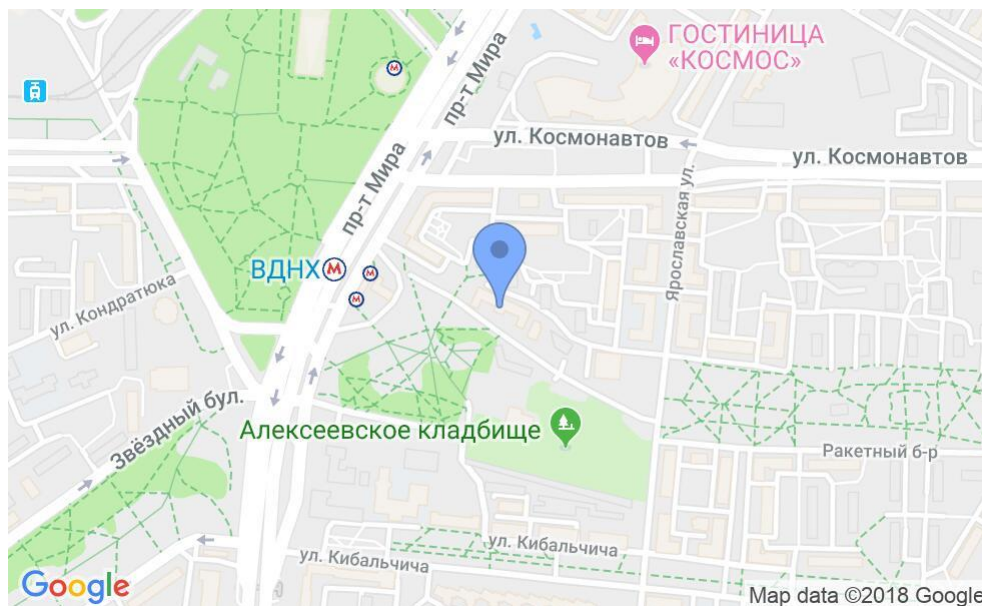 ГОСТИНИЦА
«КОСМОС»
пр-т Мира
ул. Космонавтов
ул. Космонавтов
пр-т Мира
Ярославская ул.
ВДНХ
М
ул. Кондратюка
Звёздный бул.
Алексеевское кладбище
Ракетный б-р
ул. Кибальчича
ул. Кибальчича
Google
Map data ©2018 Google